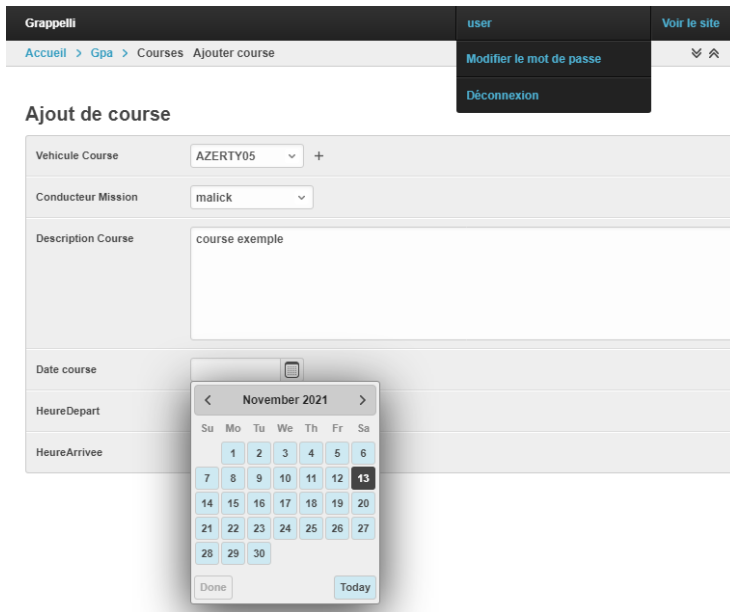 Grappelli user Voir le site
Accueil > Gpa > Courses Ajouter course
Modifier le mot de passe
Déconnexion
Ajout de course
Vehicule Course AZERTY05 +
Conducteur Mission malick
Description Course course exemple
Date course
HeureDepart
HeureArrivee
< November 2021 >
Su Mo Tu We Th Fr Sa
1 2 3 4 5 6
7 8 9 10 11 12 13
14 15 16 17 18 19 20
21 22 23 24 25 26 27
28 29 30
Done Today